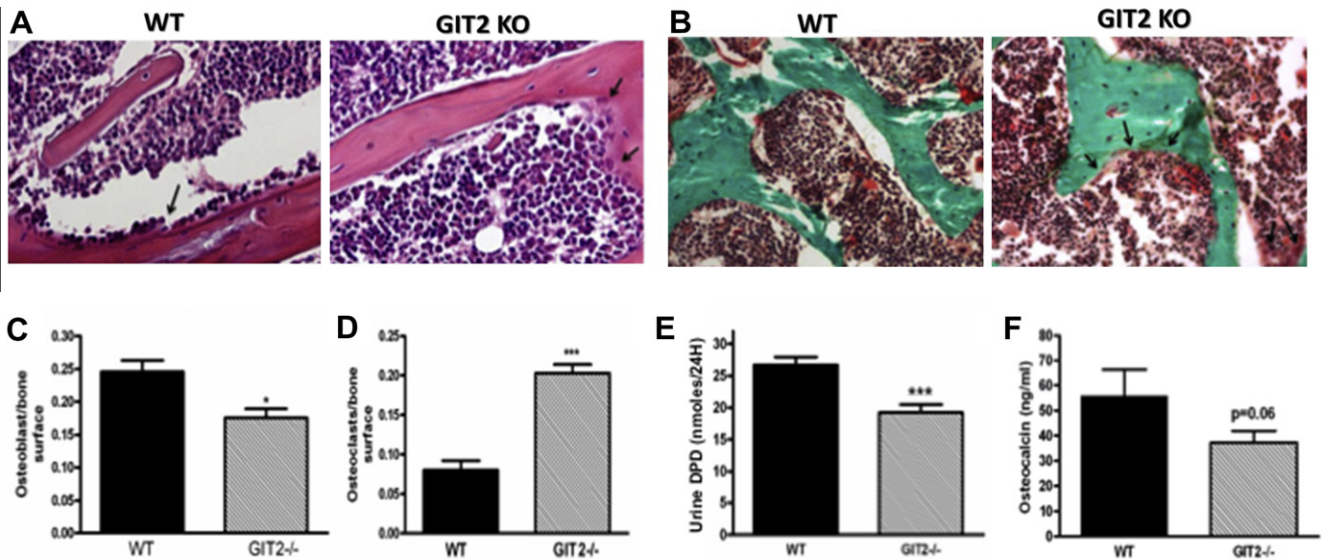 A
WT
GIT2 KO
B
WT
GIT2 KO
C
Osteoblast/bone
surface
0.30
0.25
0.20
0.15
0.10
0.05
0.00
*
WT
GIT2-/-
D
Osteoclasts/bone
surface
0.25
0.20
0.15
0.10
0.05
0.00
***
WT
GIT2-/-
E
Urine DPD (nmoles/24H)
30
25
20
15
10
5
0
***
WT
GIT2-/-
F
Osteocalcin (ng/ml)
80
70
60
50
40
30
20
10
0
p=0.06
WT
GIT2-/-